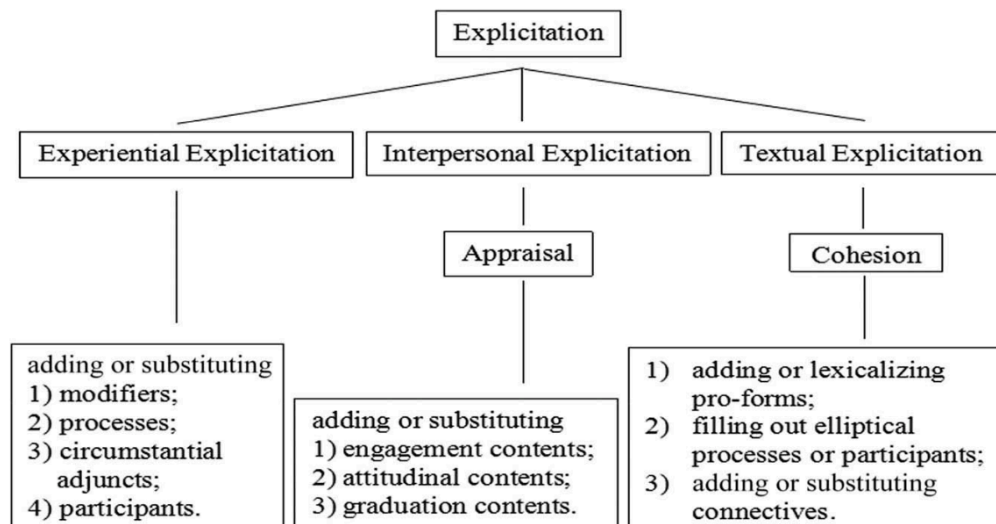 Explicitation
Experiential Explicitation
Interpersonal Explicitation
Textual Explicitation
Appraisal
Cohesion
adding or substituting
1) modifiers;
2) processes;
3) circumstantial
adjuncts;
4) participants.
adding or substituting
1) engagement contents;
2) attitudinal contents;
3) graduation contents.
1) adding or lexicalizing
pro-forms;
2) filling out elliptical
processes or participants;
3) adding or substituting
connectives.